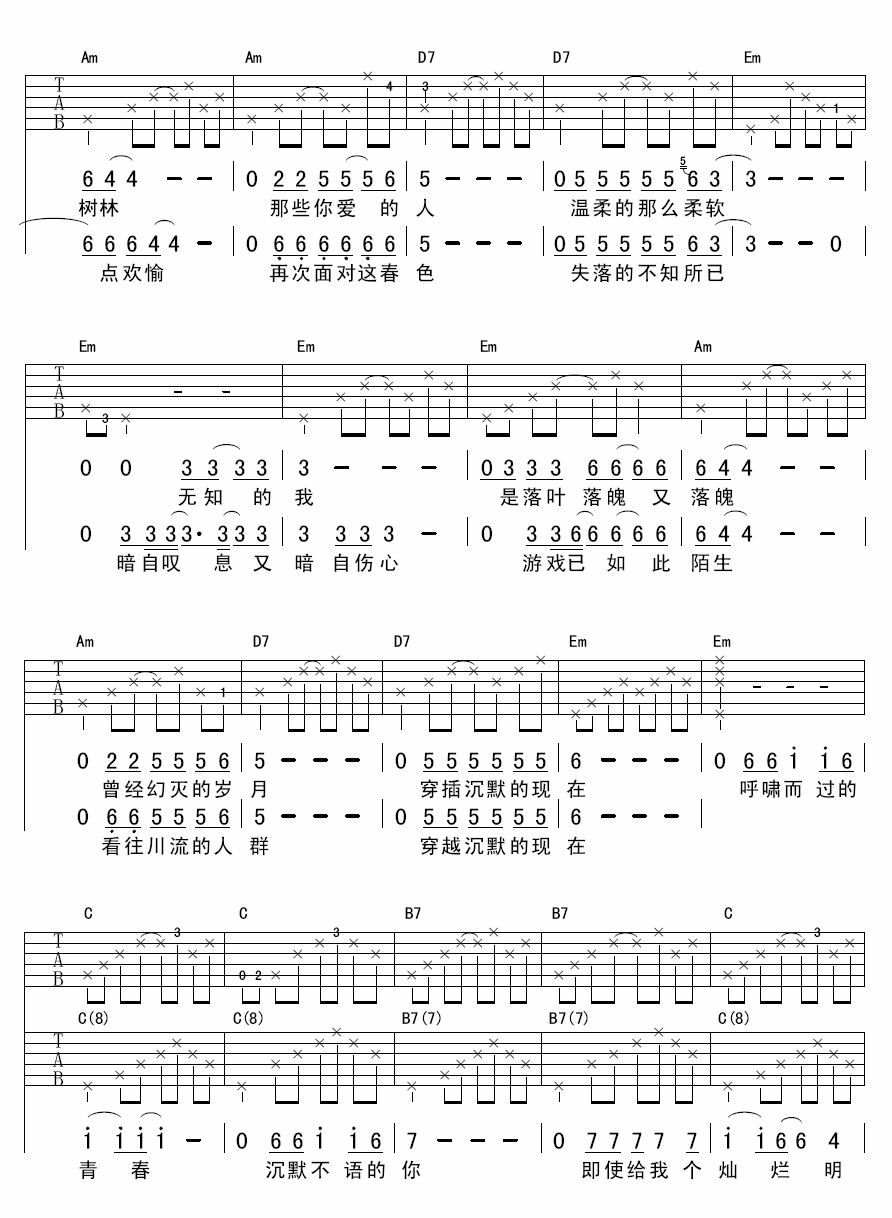 Am Am D7 D7 Em
T A B 4 3 1
6 4 4 － － | 0 2 2 5 5 5 6 | 5 － － － | 0 5 5 5 5 5 5 6 3 | 3 － － －
树林 那些你爱 的 人 温柔的那么柔软
6 6 6 4 4 － | 0 6 6 6 6 6 6 | 5 － － － | 0 5 5 5 5 5 6 3 | 3 － － 0
点欢愉 再次面对这春 色 失落的不知所已
Em Em Em Am
T A B 3 － －
0 0 3 3 3 3 | 3 － － － | 0 3 3 3 6 6 6 6 | 6 4 4 － －
无知 的 我 是落叶 落魄 又 落魄
0 3 3 3 3· 3 3 3 | 3 3 3 3 － | 0 3 3 6 6 6 6 6 | 6 4 4 － －
暗自叹 息 又 暗 自伤心 游戏已 如 此 陌生
Am D7 D7 Em Em
T A B 1 － － －
0 2 2 5 5 5 6 | 5 － － － | 0 5 5 5 5 5 5 | 6 － － － | 0 6 6 i i 6
曾经幻灭的岁 月 穿插沉默的现 在 呼啸而 过的
0 6 6 5 5 5 6 | 5 － － － | 0 5 5 5 5 5 5 | 6 － － － |
看往川流的人 群 穿越沉默的现 在
C C B7 B7 C
T A B 3 0 2 3 3
C(8) C(8) B7(7) B7(7) C(8)
T A B
i i i i － | 0 6 6 i i 6 | 7 － － － | 0 7 7 7 7 7 | i i 6 6 4
青 春 沉默不 语的 你 即使给我 个 灿 烂 明